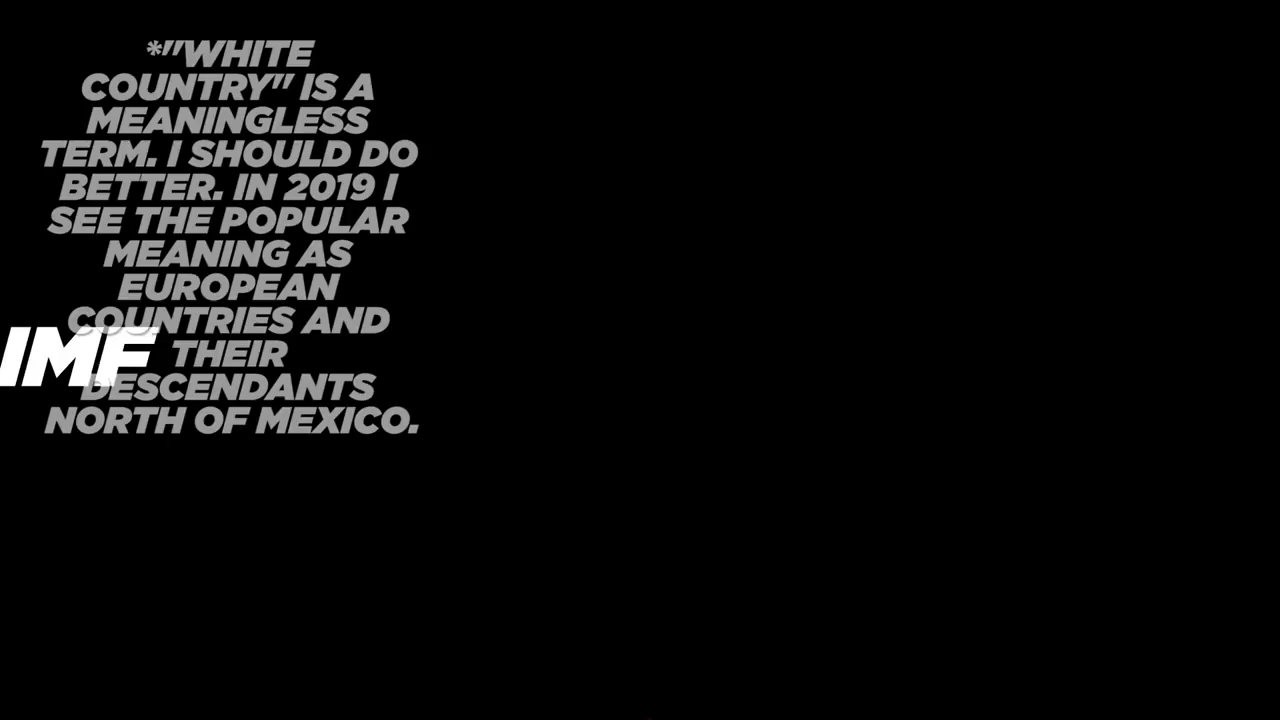 *"WHITE
COUNTRY" IS A
MEANINGLESS
TERM. I SHOULD DO
BETTER. IN 2019 I
SEE THE POPULAR
MEANING AS
EUROPEAN
COUNTRIES AND
IMF
THEIR
DESCENDANTS
NORTH OF MEXICO.